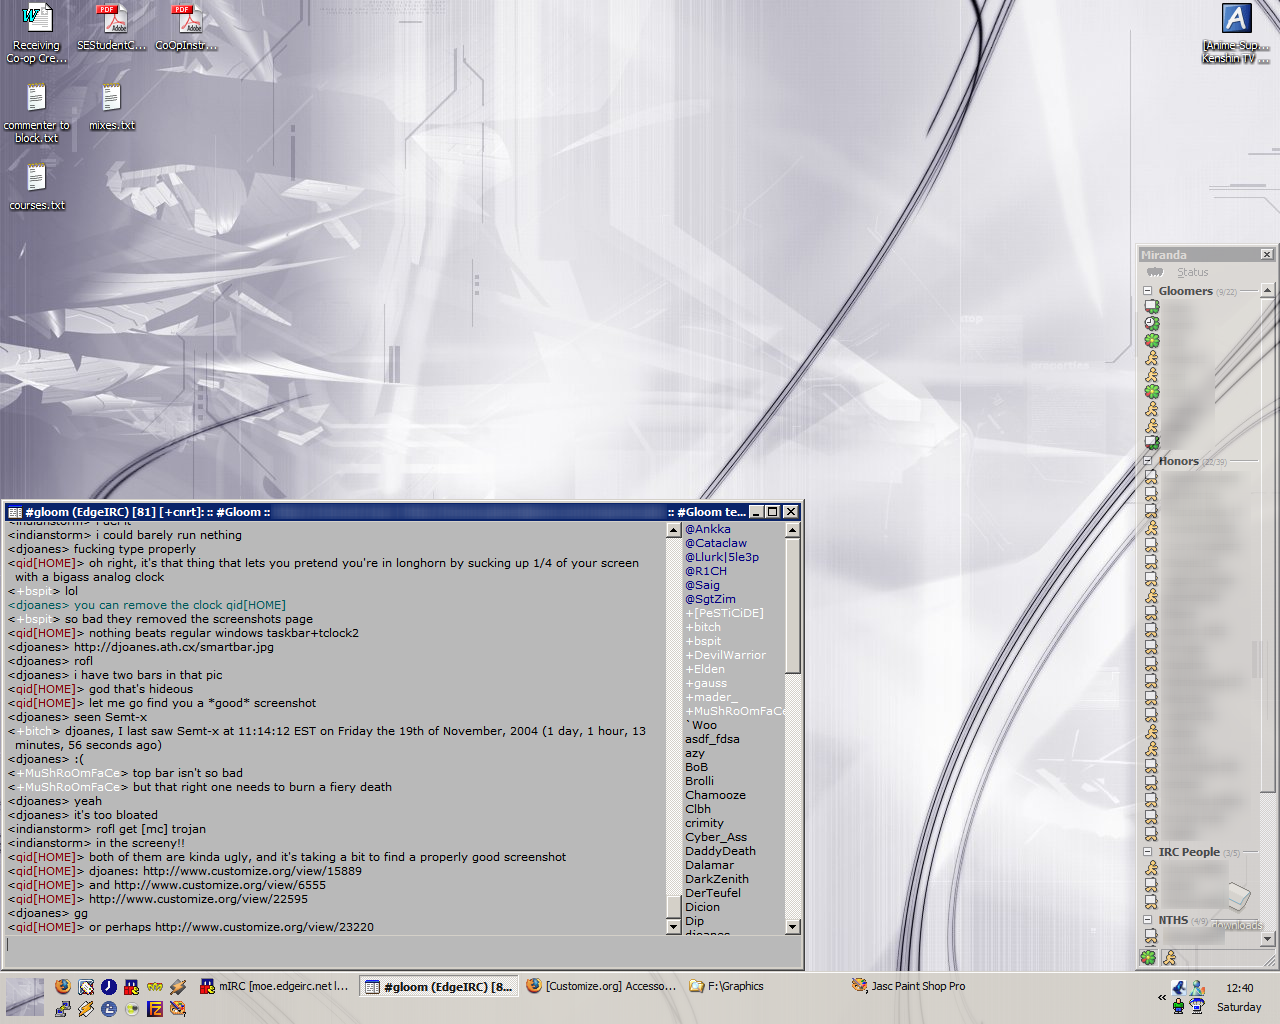 Receiving
Co-op Cre...
SEStudentC...
CoOpInstr...
[Anime-Sup...
Kenshin TV ...
commenter to
block.txt
mixes.txt
courses.txt
Miranda
Status
Gloomers (9/22)
Honors (22/39)
IRC People (3/5)
NTHS (4/9)
downloads
top
properties
#gloom (EdgeIRC) [81] [+cnrt]: :: #Gloom ::
:: #Gloom te...
<indianstorm> i
<indianstorm> i could barely run nething
<djoanes> fucking type properly
<qid[HOME]> oh right, it's that thing that lets you pretend you're in longhorn by sucking up 1/4 of your screen
with a bigass analog clock
<+bspit> lol
<djoanes> you can remove the clock qid[HOME]
<+bspit> so bad they removed the screenshots page
<qid[HOME]> nothing beats regular windows taskbar+tclock2
<djoanes> http://djoanes.ath.cx/smartbar.jpg
<djoanes> rofl
<djoanes> i have two bars in that pic
<qid[HOME]> god that's hideous
<qid[HOME]> let me go find you a *good* screenshot
<djoanes> seen Semt-x
<+bitch> djoanes, I last saw Semt-x at 11:14:12 EST on Friday the 19th of November, 2004 (1 day, 1 hour, 13
minutes, 56 seconds ago)
<djoanes> :(
<+MuShRoOmFaCe> top bar isn't so bad
<+MuShRoOmFaCe> but that right one needs to burn a fiery death
<djoanes> yeah
<djoanes> it's too bloated
<indianstorm> rofl get [mc] trojan
<indianstorm> in the screeny!!
<qid[HOME]> both of them are kinda ugly, and it's taking a bit to find a properly good screenshot
<qid[HOME]> djoanes: http://www.customize.org/view/15889
<qid[HOME]> and http://www.customize.org/view/6555
<qid[HOME]> http://www.customize.org/view/22595
<djoanes> gg
<qid[HOME]> or perhaps http://www.customize.org/view/23220
@Ankka
@Cataclaw
@Llurk|5le3p
@R1CH
@Saig
@SgtZim
+[PeSTiCiDE]
+bitch
+bspit
+DevilWarrior
+Elden
+gauss
+mader_
+MuShRoOmFaCe
`Woo
asdf_fdsa
azy
BoB
Brolli
Chamooze
Clbh
crimity
Cyber_Ass
DaddyDeath
Dalamar
DarkZenith
DerTeufel
Dicion
Dip
djoanes
mIRC [moe.edgeirc.net l...
#gloom (EdgeIRC) [8...
[Customize.org] Accesso...
F:\Graphics
Jasc Paint Shop Pro
12:40
Saturday